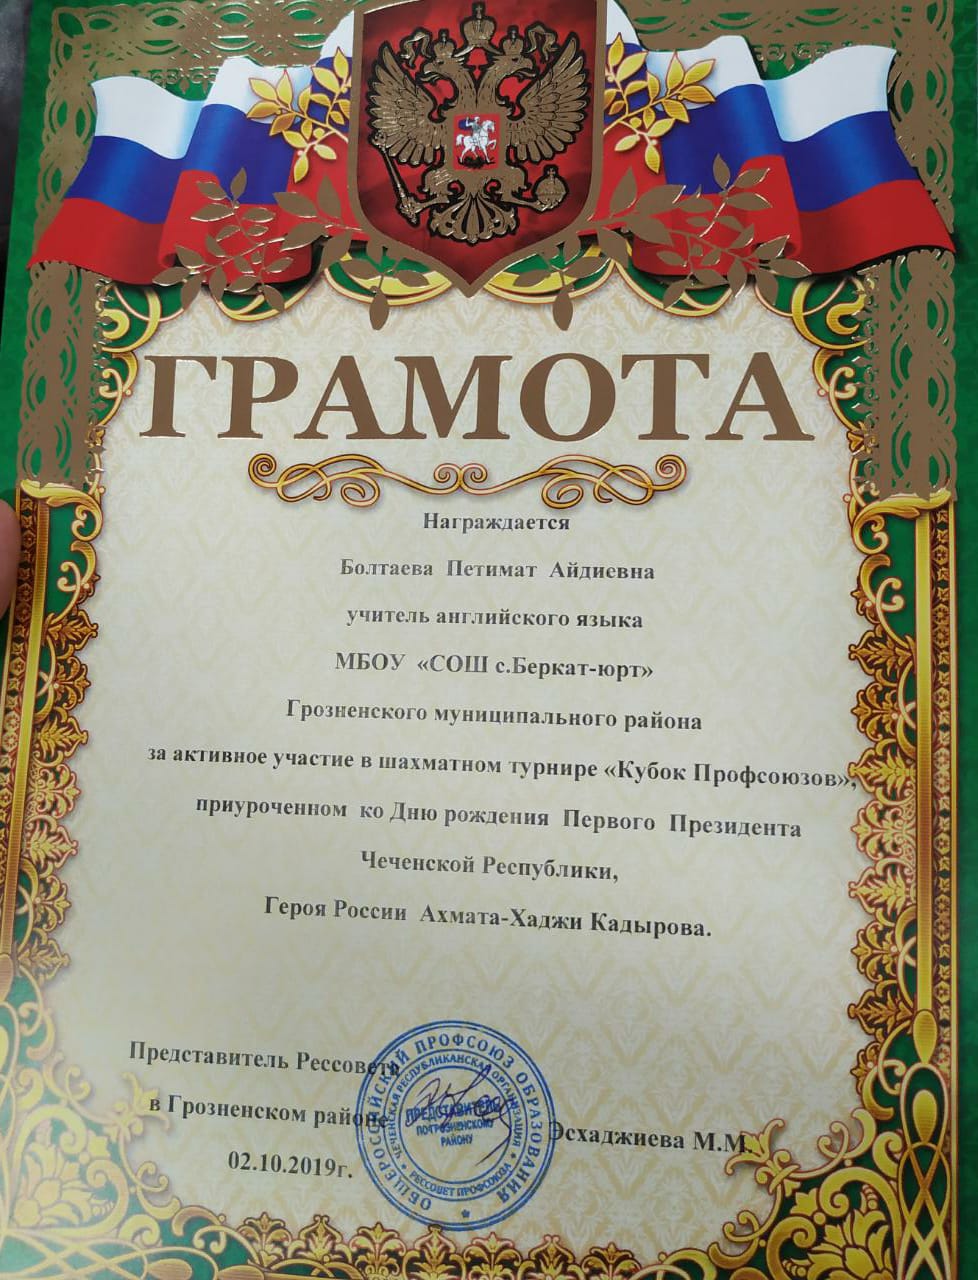 ГРАМОТА
Награждается
Болтаева Петимат Айдиевна
учитель английского языка
МБОУ «СОШ с.Беркат-юрт»
Грозненского муниципального района
за активное участие в шахматном турнире «Кубок Профсоюзов»,
приуроченном ко Дню рождения Первого Президента
Чеченской Республики,
Героя России Ахмата-Хаджи Кадырова.
Представитель Рессовета
в Грозненском районе
Эсхаджиева М.М.
02.10.2019г.
ОБЩЕРОССИЙСКИЙ ПРОФСОЮЗ ОБРАЗОВАНИЯ
ЧЕЧЕНСКАЯ РЕСПУБЛИКАНСКАЯ ОРГАНИЗАЦИЯ
РЕССОВЕТ ПРОФСОЮЗА
ПРЕДСТАВИТЕЛЬ
ПО ГРОЗНЕНСКОМУ
РАЙОНУ